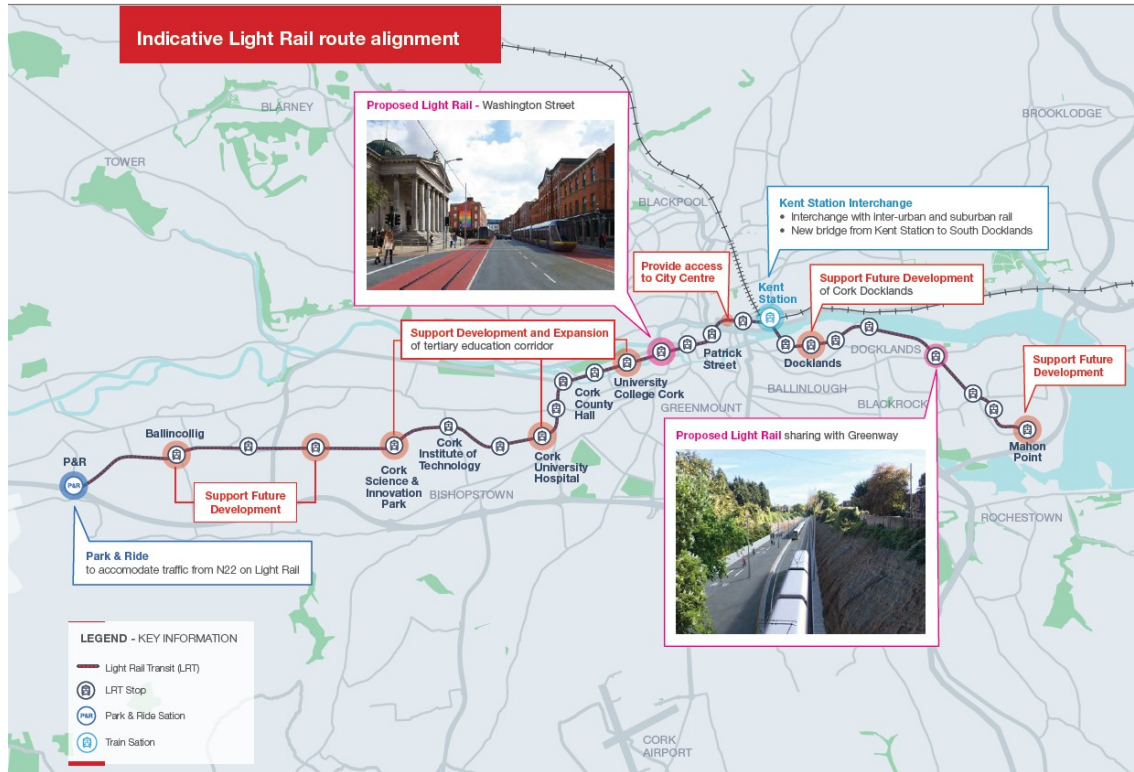 Indicative Light Rail route alignment
BLARNEY
TOWER
BROOKLODGE
BLACKPOOL
Proposed Light Rail - Washington Street
Kent Station Interchange
• Interchange with inter-urban and suburban rail
• New bridge from Kent Station to South Docklands
Provide access
to City Centre
Kent
Station
Support Future Development
of Cork Docklands
Support Development and Expansion
of tertiary education corridor
Patrick
Street
Docklands
DOCKLANDS
Support Future
Development
University
College Cork
Cork
County
Hall
GREENMOUNT
BALLINLOUGH
BLACKROCK
Mahon
Point
Ballincollig
Cork
Institute of
Technology
Cork
Science &
Innovation
Park
Cork
University
Hospital
BISHOPSTOWN
P&R
P&R
Support Future
Development
Proposed Light Rail sharing with Greenway
ROCHESTOWN
Park & Ride
to accomodate traffic from N22 on Light Rail
LEGEND - KEY INFORMATION
Light Rail Transit (LRT)
LRT Stop
P&R
Park & Ride Sation
Train Sation
CORK
AIRPORT